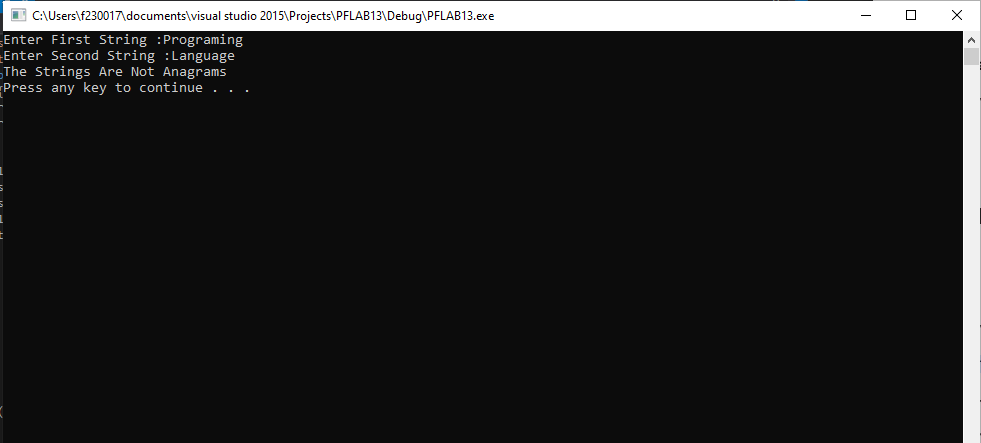 C:\Users\f230017\documents\visual studio 2015\Projects\PFLAB13\Debug\PFLAB13.exe
Enter First String :Programing
Enter Second String :Language
The Strings Are Not Anagrams
Press any key to continue . . .